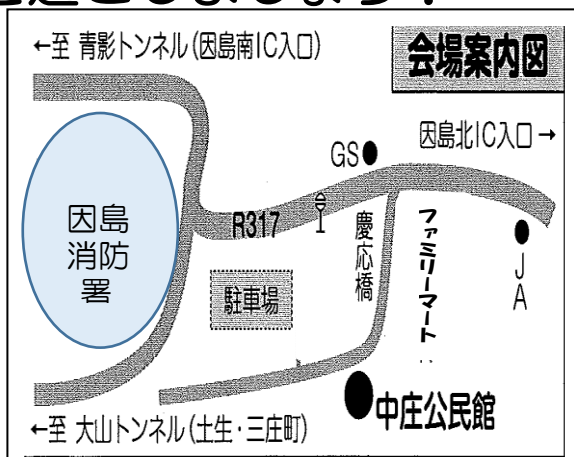 ←至 青影トンネル(因島南IC入口)
会場案内図
因島北IC入口→
GS
因島
消防
署
R317
慶応橋
ファミリーマート
JA
駐車場
中庄公民館
←至 大山トンネル(土生・三庄町)